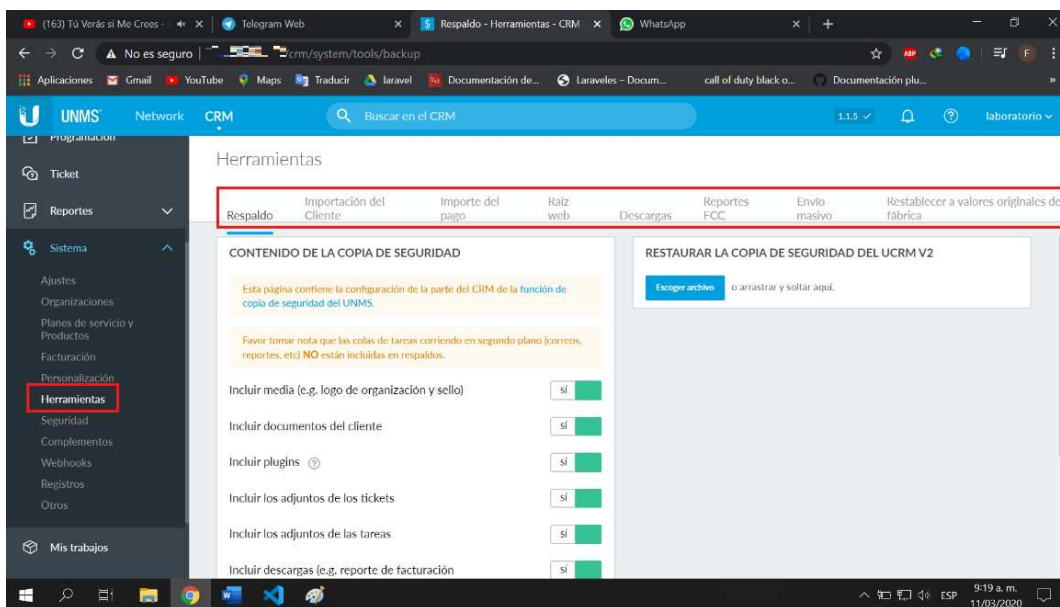 (163) Tú Verás si Me Crees -
Telegram Web
Respaldo - Herramientas - CRM -
WhatsApp
No es seguro
crm/system/tools/backup
ABP
F
Aplicaciones
Gmail
YouTube
Maps
Traducir
laravel
Documentación de...
Laraveles – Docum...
call of duty black o...
Documentación plu...
»
UNMS
Network
CRM
Buscar en el CRM
1.1.5
laboratorio
Programación
Ticket
Reportes
Sistema
Ajustes
Organizaciones
Planes de servicio y
Productos
Facturación
Personalización
Herramientas
Seguridad
Complementos
Webhooks
Registros
Otros
Mis trabajos
Herramientas
Respaldo
Importación del
Cliente
Importe del
pago
Raíz
web
Descargas
Reportes
FCC
Envío
masivo
Restablecer a valores originales de
fábrica
CONTENIDO DE LA COPIA DE SEGURIDAD
Esta página contiene la configuración de la parte del CRM de la función de
copia de seguridad del UNMS.
Favor tomar nota que las colas de tareas corriendo en segundo plano (correos,
reportes, etc) NO están incluidas en respaldos.
Incluir media (e.g. logo de organización y sello)
sí
Incluir documentos del cliente
sí
Incluir plugins
sí
Incluir los adjuntos de los tickets
sí
Incluir los adjuntos de las tareas
sí
Incluir descargas (e.g. reporte de facturación
sí
RESTAURAR LA COPIA DE SEGURIDAD DEL UCRM V2
Escoger archivo
o arrastrar y soltar aquí.
ESP
9:19 a. m.
11/03/2020